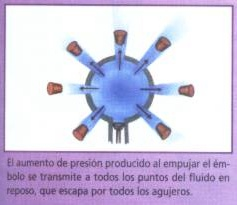 El aumento de presión producido al empujar el ém-
bolo se transmite a todos los puntos del fluido en
reposo, que escapa por todos los agujeros.